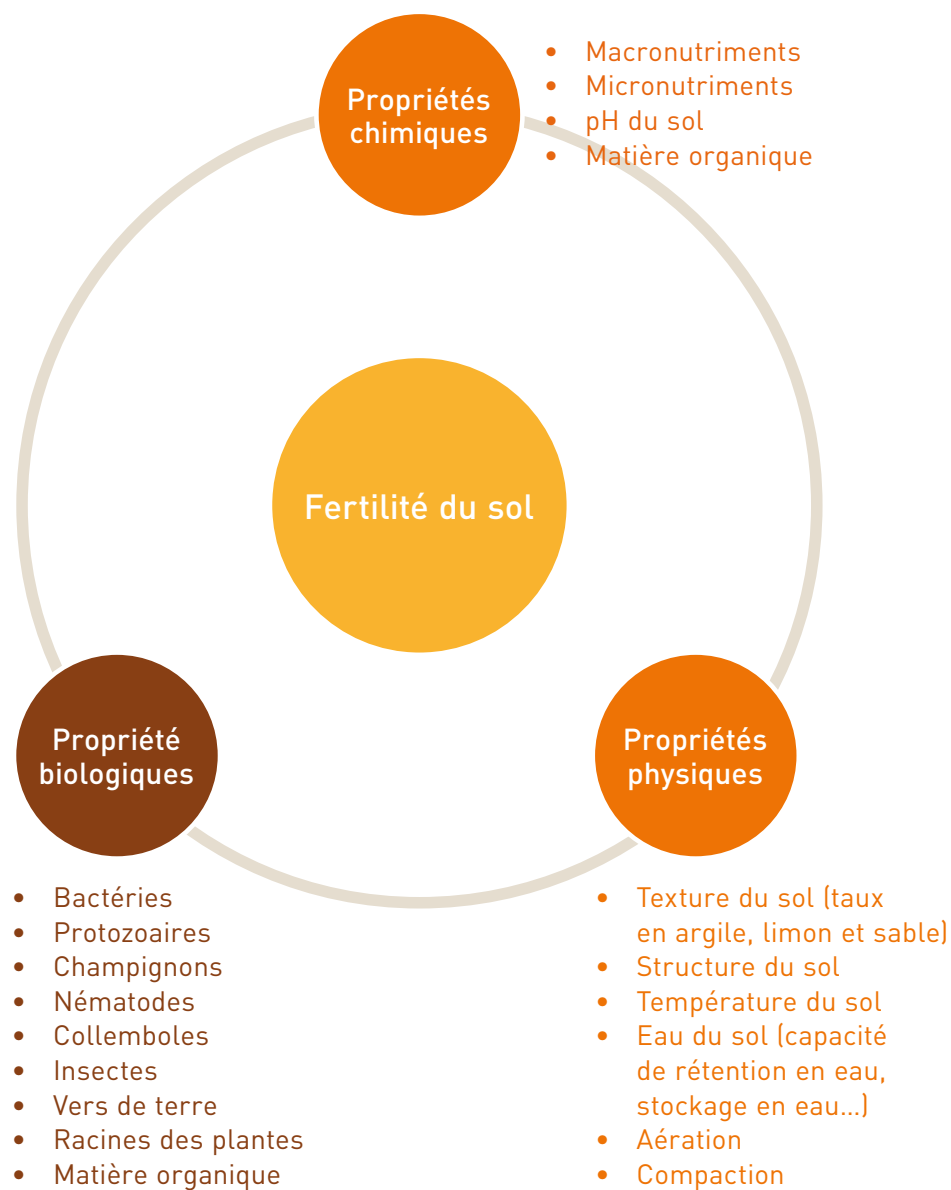 Propriétés
chimiques
• Macronutriments
• Micronutriments
• pH du sol
• Matière organique
Fertilité du sol
Propriété
biologiques
• Bactéries
• Protozoaires
• Champignons
• Nématodes
• Collemboles
• Insectes
• Vers de terre
• Racines des plantes
• Matière organique
Propriétés
physiques
• Texture du sol (taux
en argile, limon et sable)
• Structure du sol
• Température du sol
• Eau du sol (capacité
de rétention en eau,
stockage en eau...)
• Aération
• Compaction